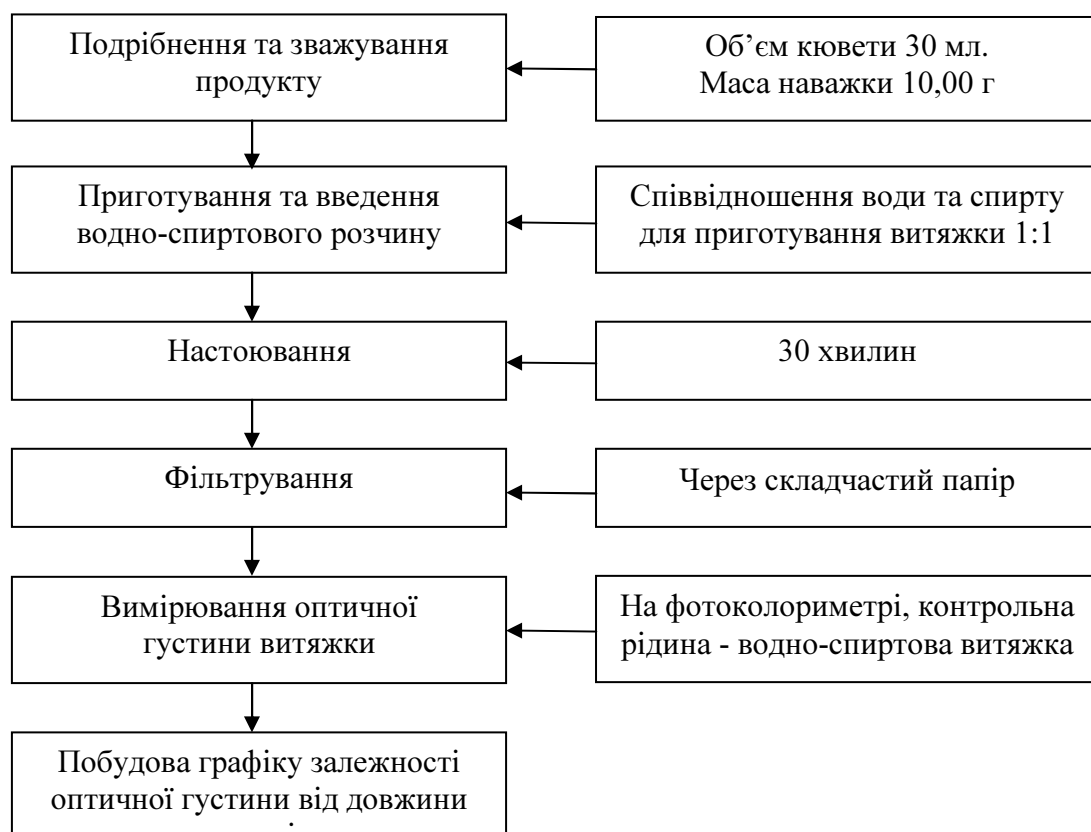 Подрібнення та зважування
продукту
Об’єм кювети 30 мл.
Маса наважки 10,00 г
Приготування та введення
водно-спиртового розчину
Співвідношення води та спирту
для приготування витяжки 1:1
Настоювання
30 хвилин
Фільтрування
Через складчастий папір
Вимірювання оптичної
густини витяжки
На фотоколориметрі, контрольна
рідина - водно-спиртова витяжка
Побудова графіку залежності
оптичної густини від довжини